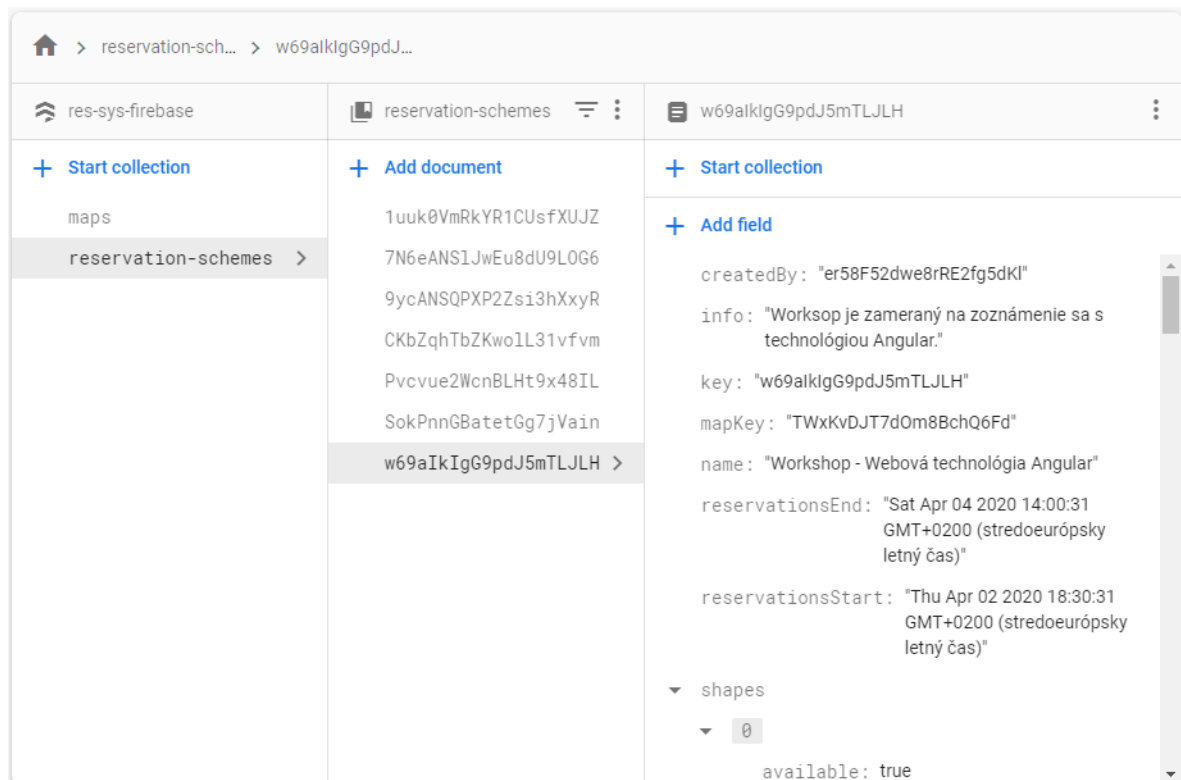 reservation-sch... > w69aIkIgG9pdJ...
res-sys-firebase
Start collection
maps
reservation-schemes
reservation-schemes
Add document
1uuk0VmRkYR1CUsfXUJZ
7N6eANSlJwEu8dU9LOG6
9ycANSQPXP2Zsi3hXxyR
CKbZqhTbZKwolL31vfvm
Pvcvue2WcnBLHt9x48IL
SokPnnGBatetGg7jVain
w69aIkIgG9pdJ5mTLJLH
w69aIkIgG9pdJ5mTLJLH
Start collection
Add field
createdBy: "er58F52dwe8rRE2fg5dKl"
info: "Worksop je zameraný na zoznámenie sa s
technológiou Angular."
key: "w69aIkIgG9pdJ5mTLJLH"
mapKey: "TWxKvDJT7dOm8BchQ6Fd"
name: "Workshop - Webová technológia Angular"
reservationsEnd: "Sat Apr 04 2020 14:00:31
GMT+0200 (stredoeurópsky
letný čas)"
reservationsStart: "Thu Apr 02 2020 18:30:31
GMT+0200 (stredoeurópsky
letný čas)"
shapes
0
available: true